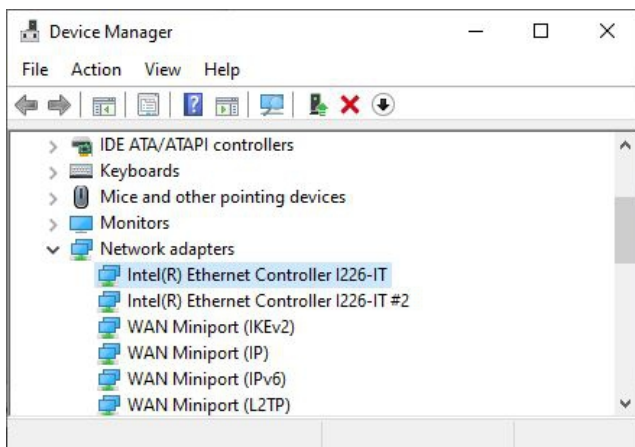 Device Manager
File Action View Help
IDE ATA/ATAPI controllers
Keyboards
Mice and other pointing devices
Monitors
Network adapters
Intel(R) Ethernet Controller I226-IT
Intel(R) Ethernet Controller I226-IT #2
WAN Miniport (IKEv2)
WAN Miniport (IP)
WAN Miniport (IPv6)
WAN Miniport (L2TP)